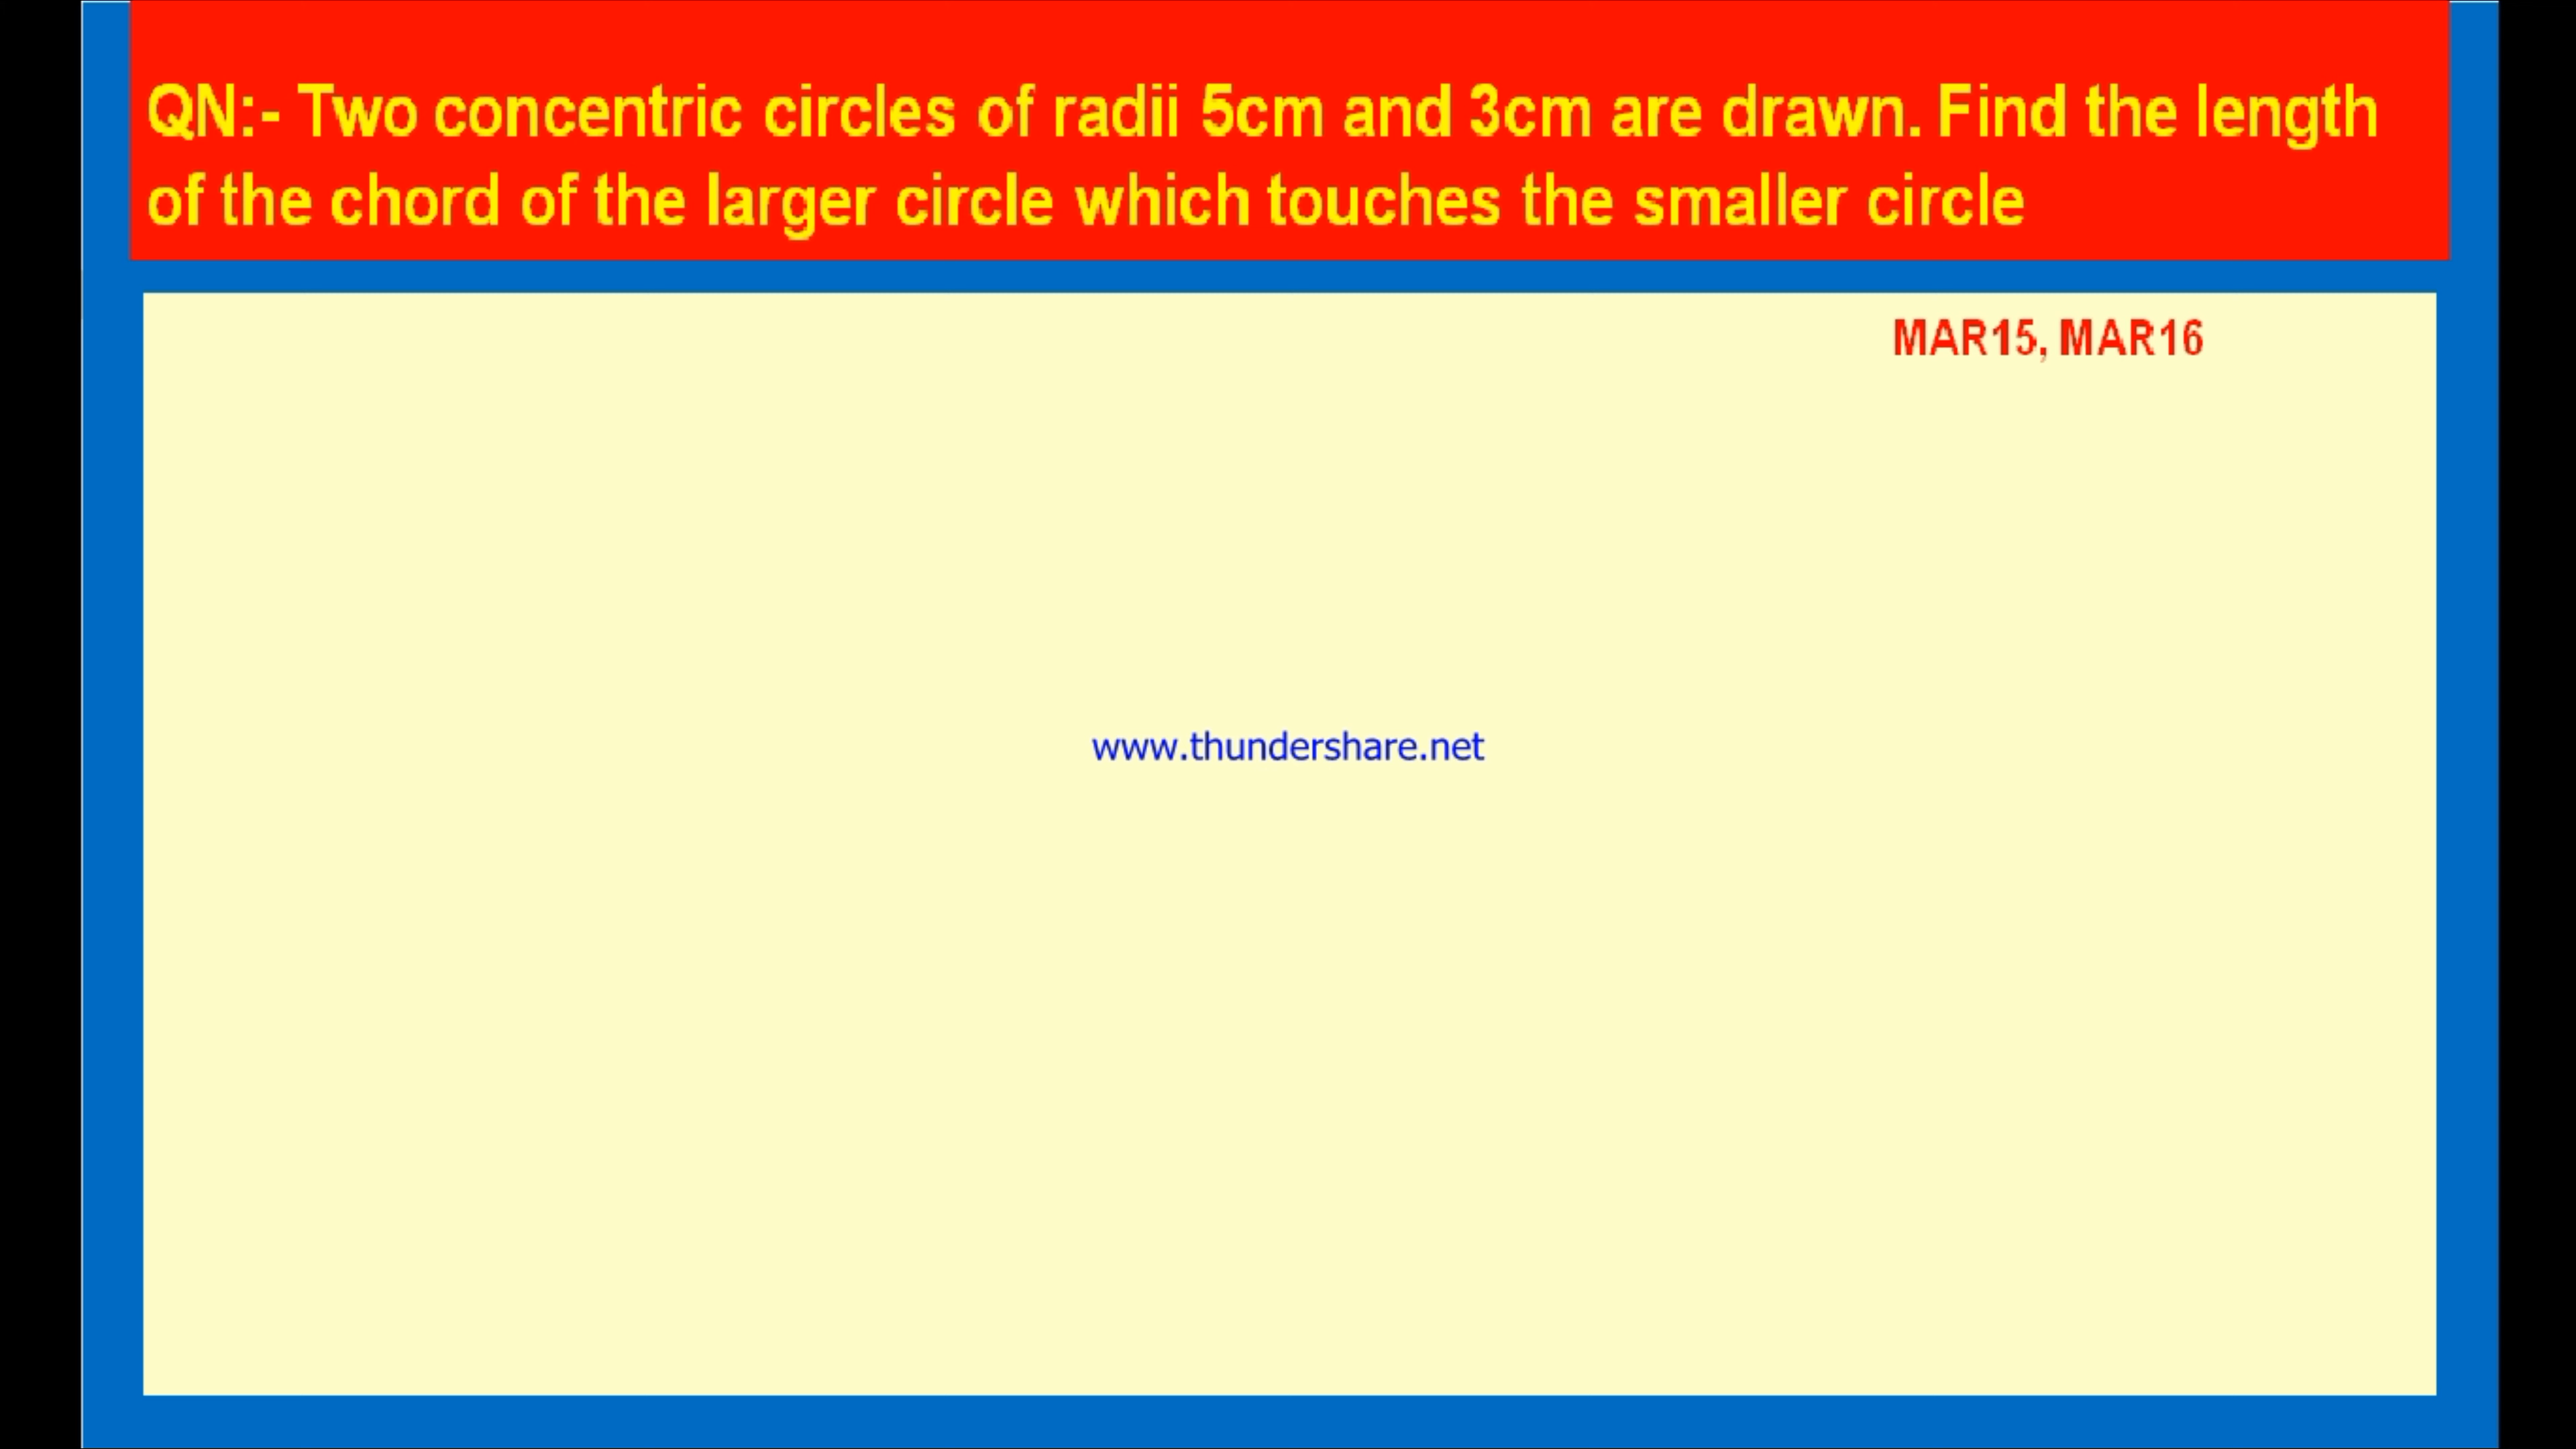 QN:- Two concentric circles of radii 5cm and 3cm are drawn. Find the length
of the chord of the larger circle which touches the smaller circle
MAR15, MAR16
www.thundershare.net